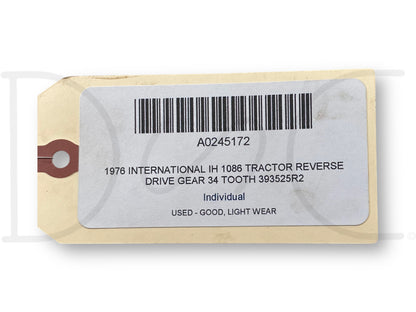 A0245172
1976 INTERNATIONAL IH 1086 TRACTOR REVERSE
DRIVE GEAR 34 TOOTH 393525R2
Individual
USED - GOOD, LIGHT WEAR